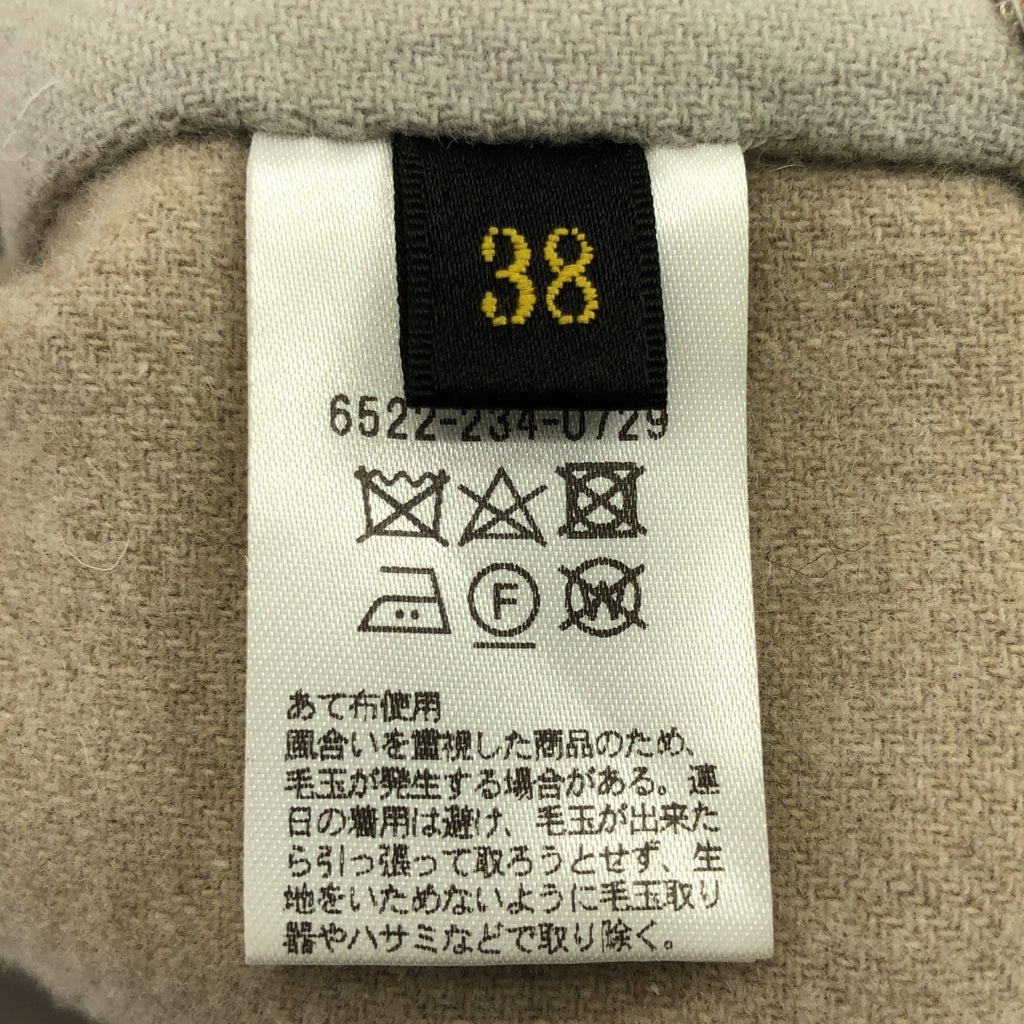 38
6522-234-0729
F
W
あて布使用
風合いを重視した商品のため、
毛玉が発生する場合がある。連
日の着用は避け、毛玉が出来た
ら引っ張って取ろうとせず、生
地をいためないように毛玉取り
器やハサミなどで取り除く。